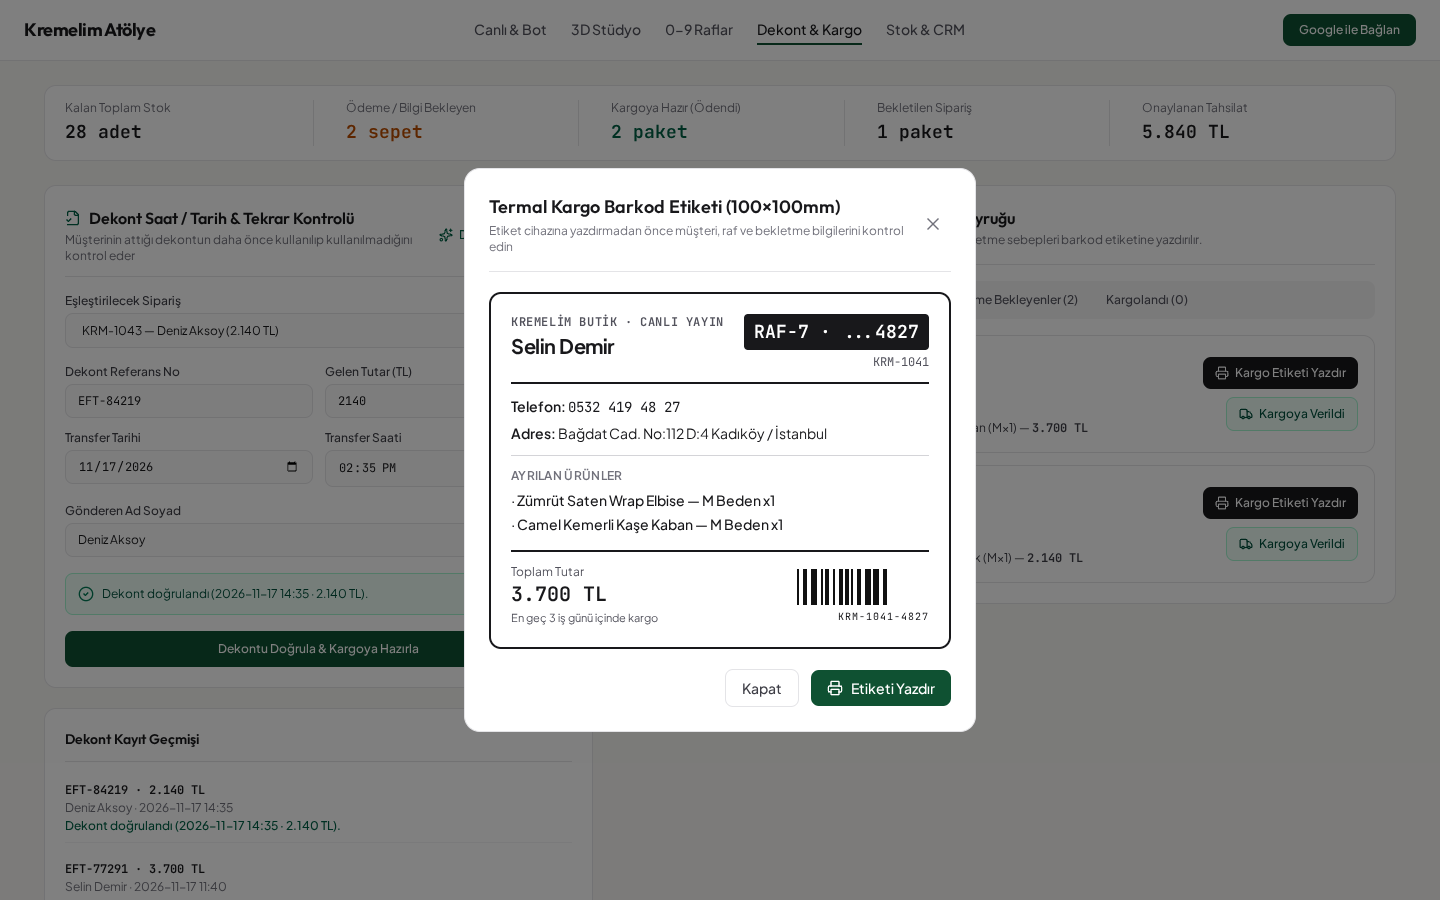 Kremelim Atölye
Canlı & Bot
3D Stüdyo
0–9 Raflar
Dekont & Kargo
Stok & CRM
Google ile Bağlan
Kalan Toplam Stok
28 adet
Ödeme / Bilgi Bekleyen
2 sepet
Kargoya Hazır (Ödendi)
2 paket
Bekletilen Sipariş
1 paket
Onaylanan Tahsilat
5.840 TL
Dekont Saat / Tarih & Tekrar Kontrolü
Müşterinin attığı dekontun daha önce kullanılıp kullanılmadığını
kontrol eder
Eşleştirilecek Sipariş
KRM-1043 — Deniz Aksoy (2.140 TL)
Dekont Referans No
Gelen Tutar (TL)
EFT-84219
2140
Transfer Tarihi
Transfer Saati
11/17/2026
02:35 PM
Gönderen Ad Soyad
Deniz Aksoy
Dekont doğrulandı (2026-11-17 14:35 · 2.140 TL).
Dekontu Doğrula & Kargoya Hazırla
Dekont Kayıt Geçmişi
EFT-84219 · 2.140 TL
Deniz Aksoy · 2026-11-17 14:35
Dekont doğrulandı (2026-11-17 14:35 · 2.140 TL).
EFT-77291 · 3.700 TL
Selin Demir · 2026-11-17 11:40
Termal Kargo Barkod Etiketi (100×100mm)
Etiket cihazına yazdırmadan önce müşteri, raf ve bekletme bilgilerini kontrol
edin
KREMELİM BUTİK · CANLI YAYIN
Selin Demir
RAF-7 · ...4827
KRM-1041
Telefon: 0532 419 48 27
Adres: Bağdat Cad. No:112 D:4 Kadıköy / İstanbul
AYRILAN ÜRÜNLER
· Zümrüt Saten Wrap Elbise — M Beden x1
· Camel Kemerli Kaşe Kaban — M Beden x1
Toplam Tutar
3.700 TL
En geç 3 iş günü içinde kargo
KRM-1041-4827
Kapat
Etiketi Yazdır
etme sebepleri barkod etiketine yazdırılır.
me Bekleyenler (2)
Kargolandı (0)
Kargo Etiketi Yazdır
Kargoya Verildi
(M×1) — 3.700 TL
Kargo Etiketi Yazdır
Kargoya Verildi
(M×1) — 2.140 TL